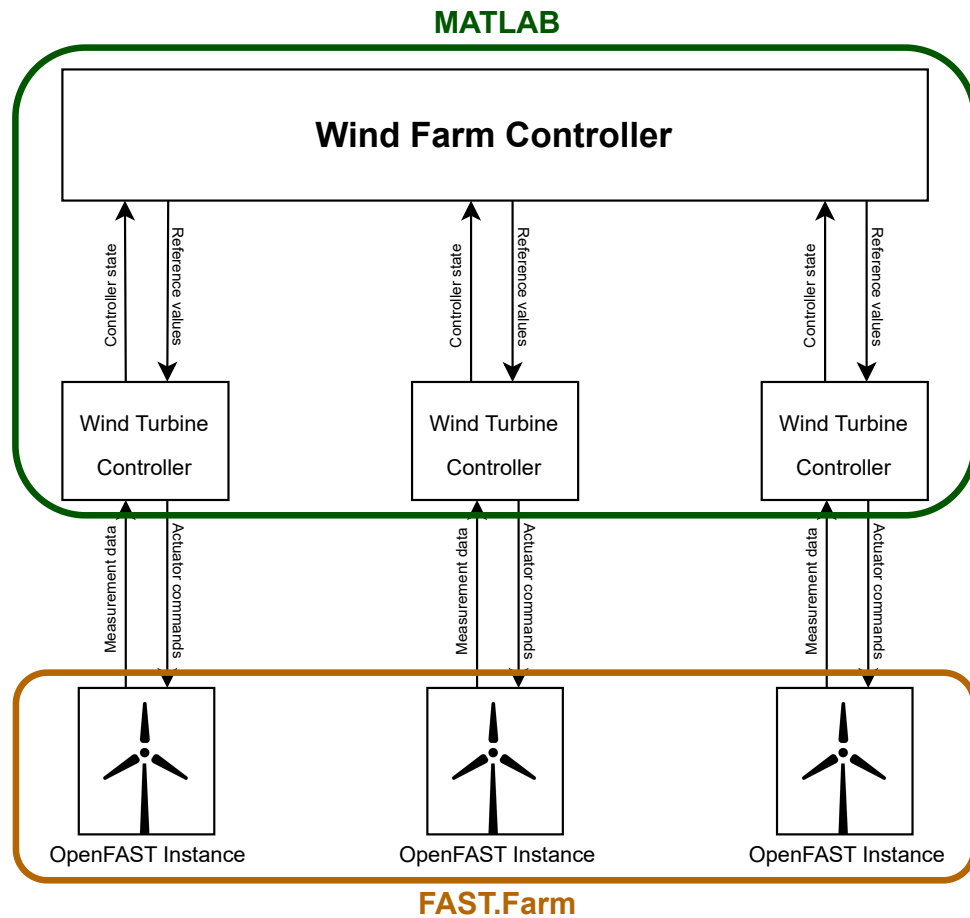 MATLAB
Wind Farm Controller
Controller state
Reference values
Controller state
Reference values
Controller state
Reference values
Wind Turbine
Controller
Wind Turbine
Controller
Wind Turbine
Controller
Measurement data
Actuator commands
Measurement data
Actuator commands
Measurement data
Actuator commands
OpenFAST Instance
OpenFAST Instance
OpenFAST Instance
FAST.Farm